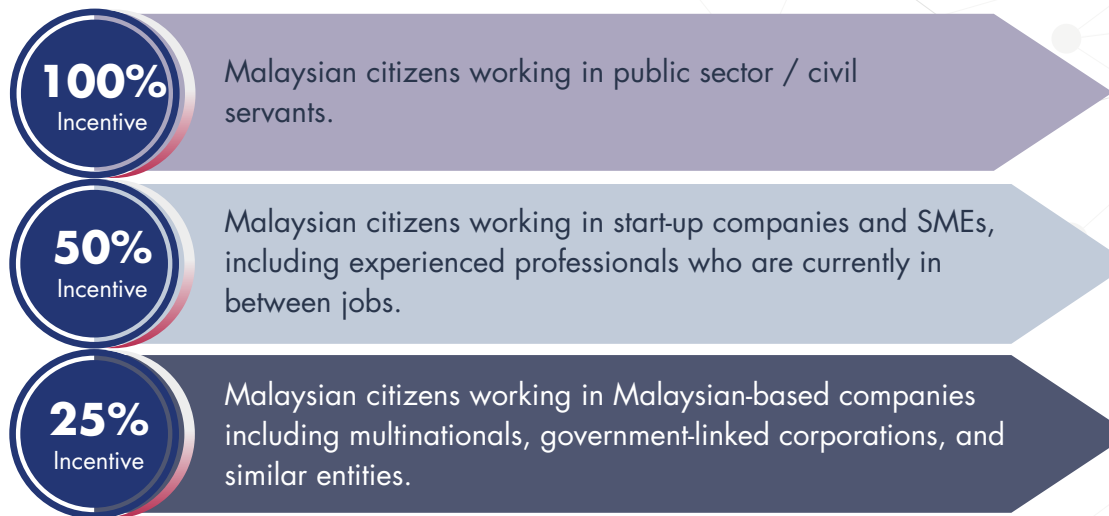 100%
Incentive
Malaysian citizens working in public sector / civil
servants.
50%
Incentive
Malaysian citizens working in start-up companies and SMEs,
including experienced professionals who are currently in
between jobs.
25%
Incentive
Malaysian citizens working in Malaysian-based companies
including multinationals, government-linked corporations, and
similar entities.